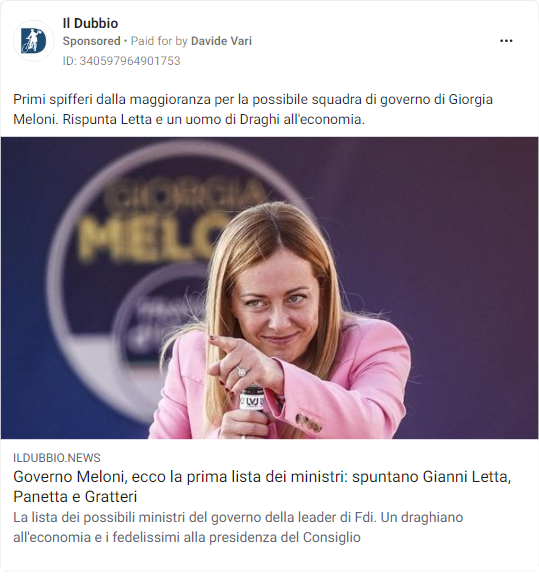 Il Dubbio
Sponsored • Paid for by Davide Vari
ID: 340597964901753
Primi spifferi dalla maggioranza per la possibile squadra di governo di Giorgia
Meloni. Rispunta Letta e un uomo di Draghi all'economia.
GIORGIA
MELO
LVJ
ILDUBBIO.NEWS
Governo Meloni, ecco la prima lista dei ministri: spuntano Gianni Letta,
Panetta e Gratteri
La lista dei possibili ministri del governo della leader di Fdi. Un draghiano
all'economia e i fedelissimi alla presidenza del Consiglio